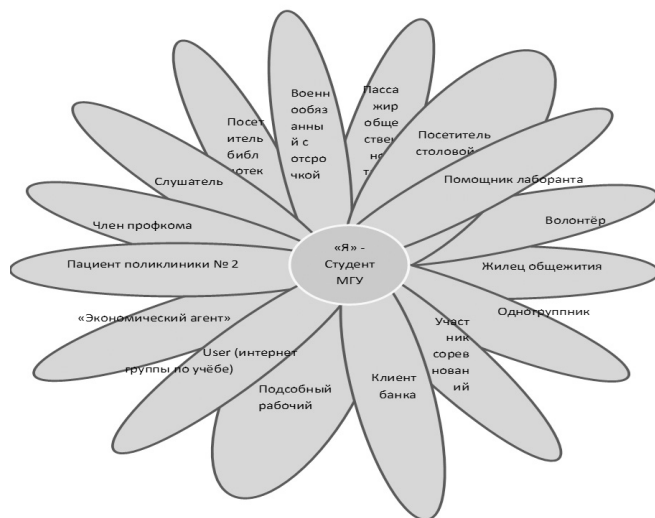 «Я» -
Студент
МГУ
Военн
ообяз
анны
й с
отсро
чкой
Пасса
жир
обще
ствен
но
т
Посетитель
столовой
Помощник лаборанта
Волонтёр
Жилец общежития
Одногруппник
Участ
ник
сорев
новани
й
Клиент
банка
Подсобный
рабочий
User (интернет
группы по учёбе)
«Экономический агент»
Пациент поликлиники № 2
Член профкома
Слушатель
Посет
итель
библ
иотек